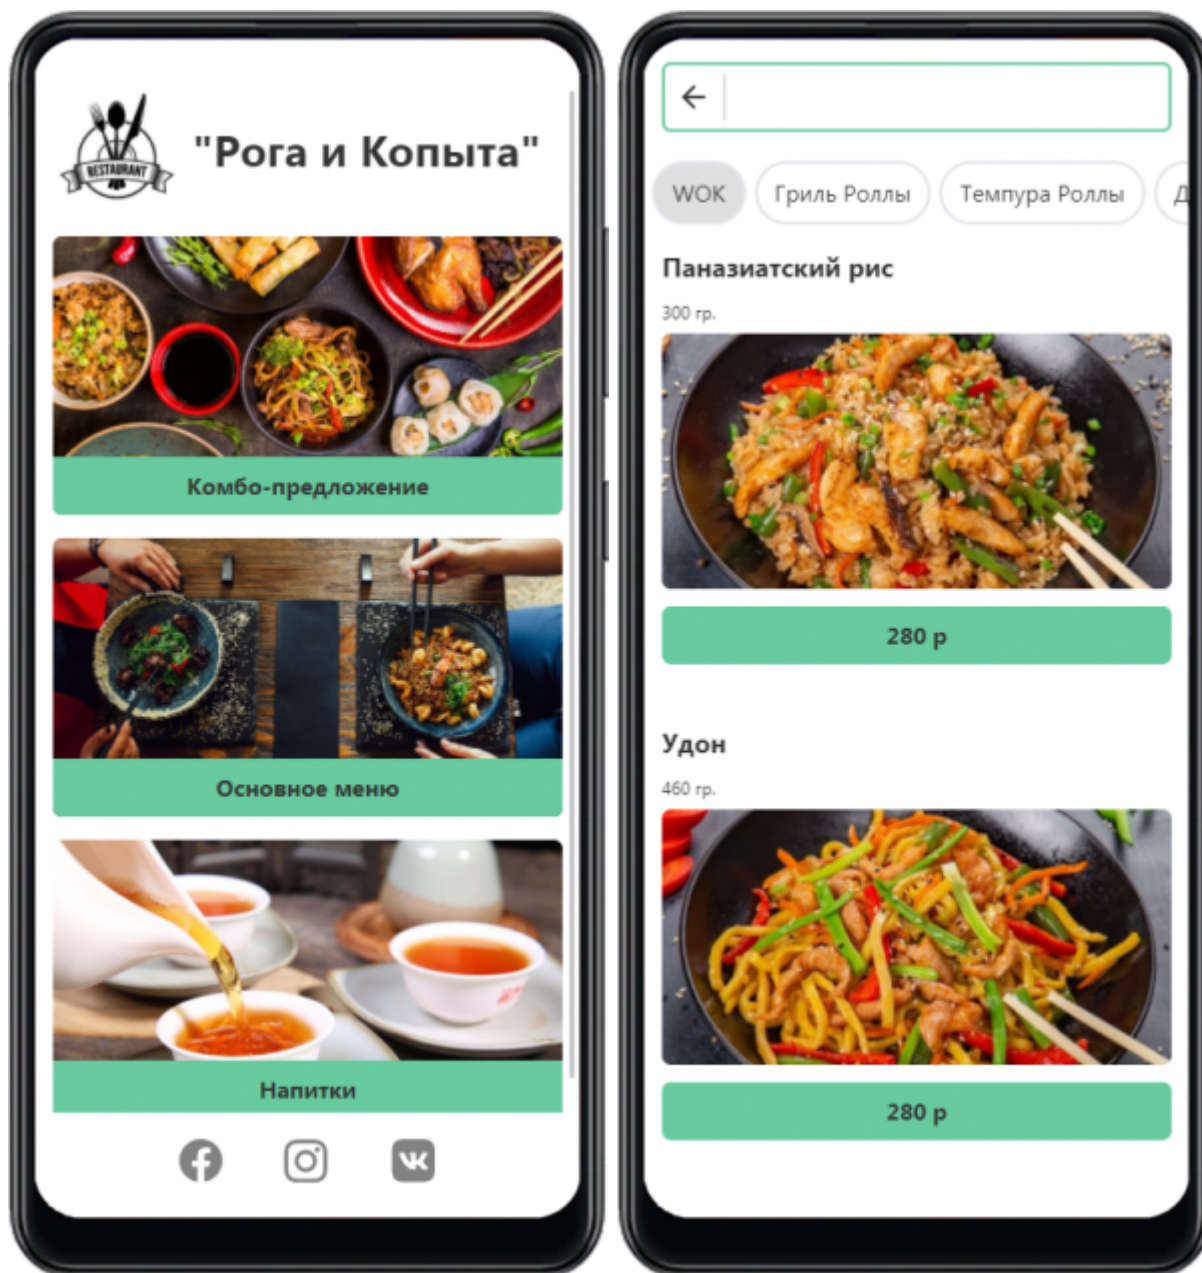 RESTAURANT
"Рога и Копыта"
Комбо-предложение
Основное меню
Напитки
WOK
Гриль Роллы
Темпура Роллы
Д
Паназиатский рис
300 гр.
280 р
Удон
460 гр.
280 р